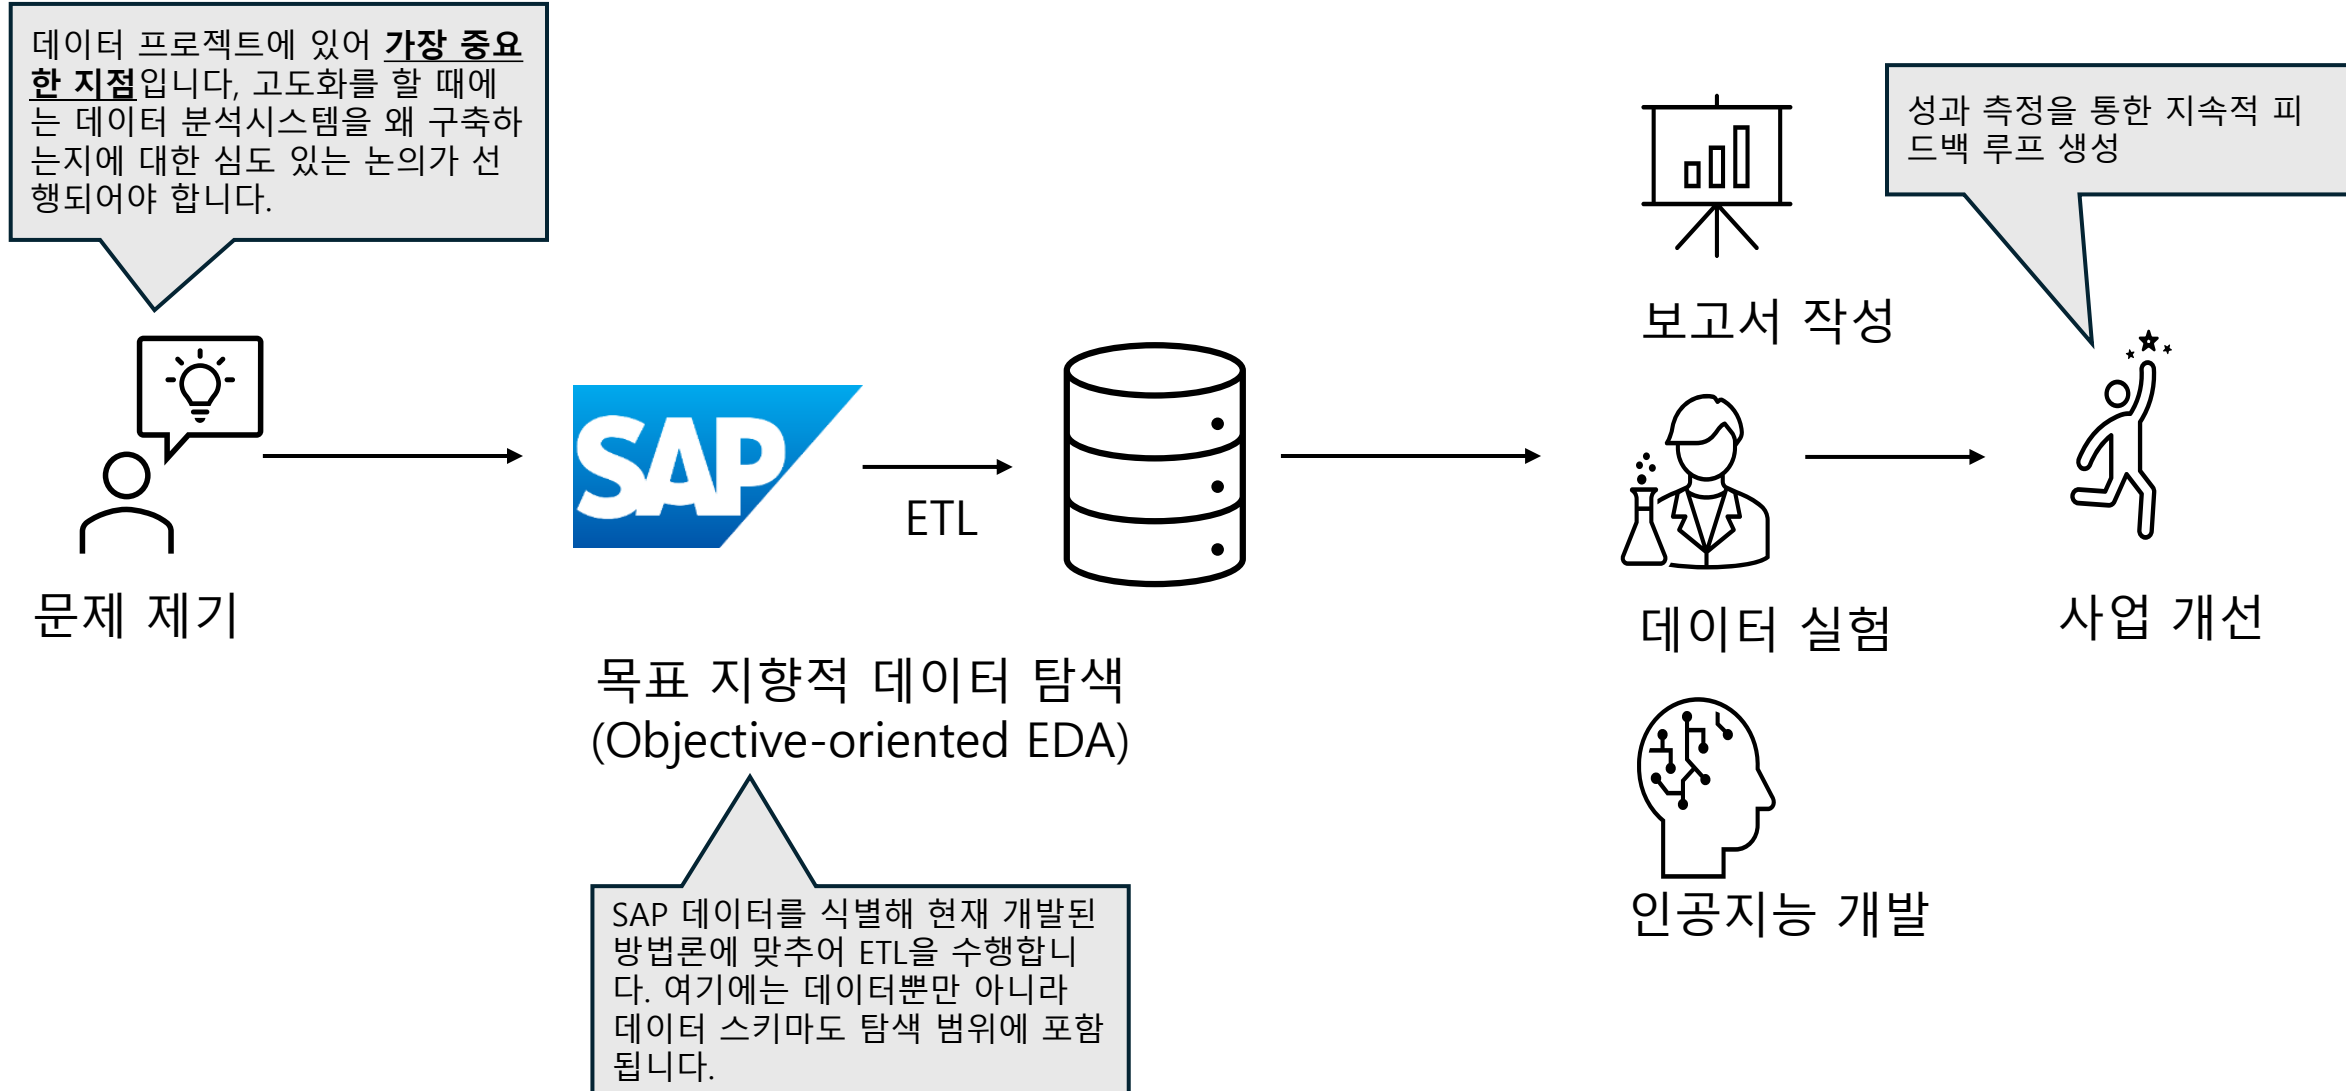 데이터 프로젝트에 있어 가장 중요
한 지점입니다, 고도화를 할 때에
는 데이터 분석시스템을 왜 구축하
는지에 대한 심도 있는 논의가 선
행되어야 합니다.
문제 제기
SAP
ETL
목표 지향적 데이터 탐색
(Objective-oriented EDA)
SAP 데이터를 식별해 현재 개발된
방법론에 맞추어 ETL을 수행합니
다. 여기에는 데이터뿐만 아니라
데이터 스키마도 탐색 범위에 포함
됩니다.
보고서 작성
데이터 실험
인공지능 개발
성과 측정을 통한 지속적 피
드백 루프 생성
사업 개선